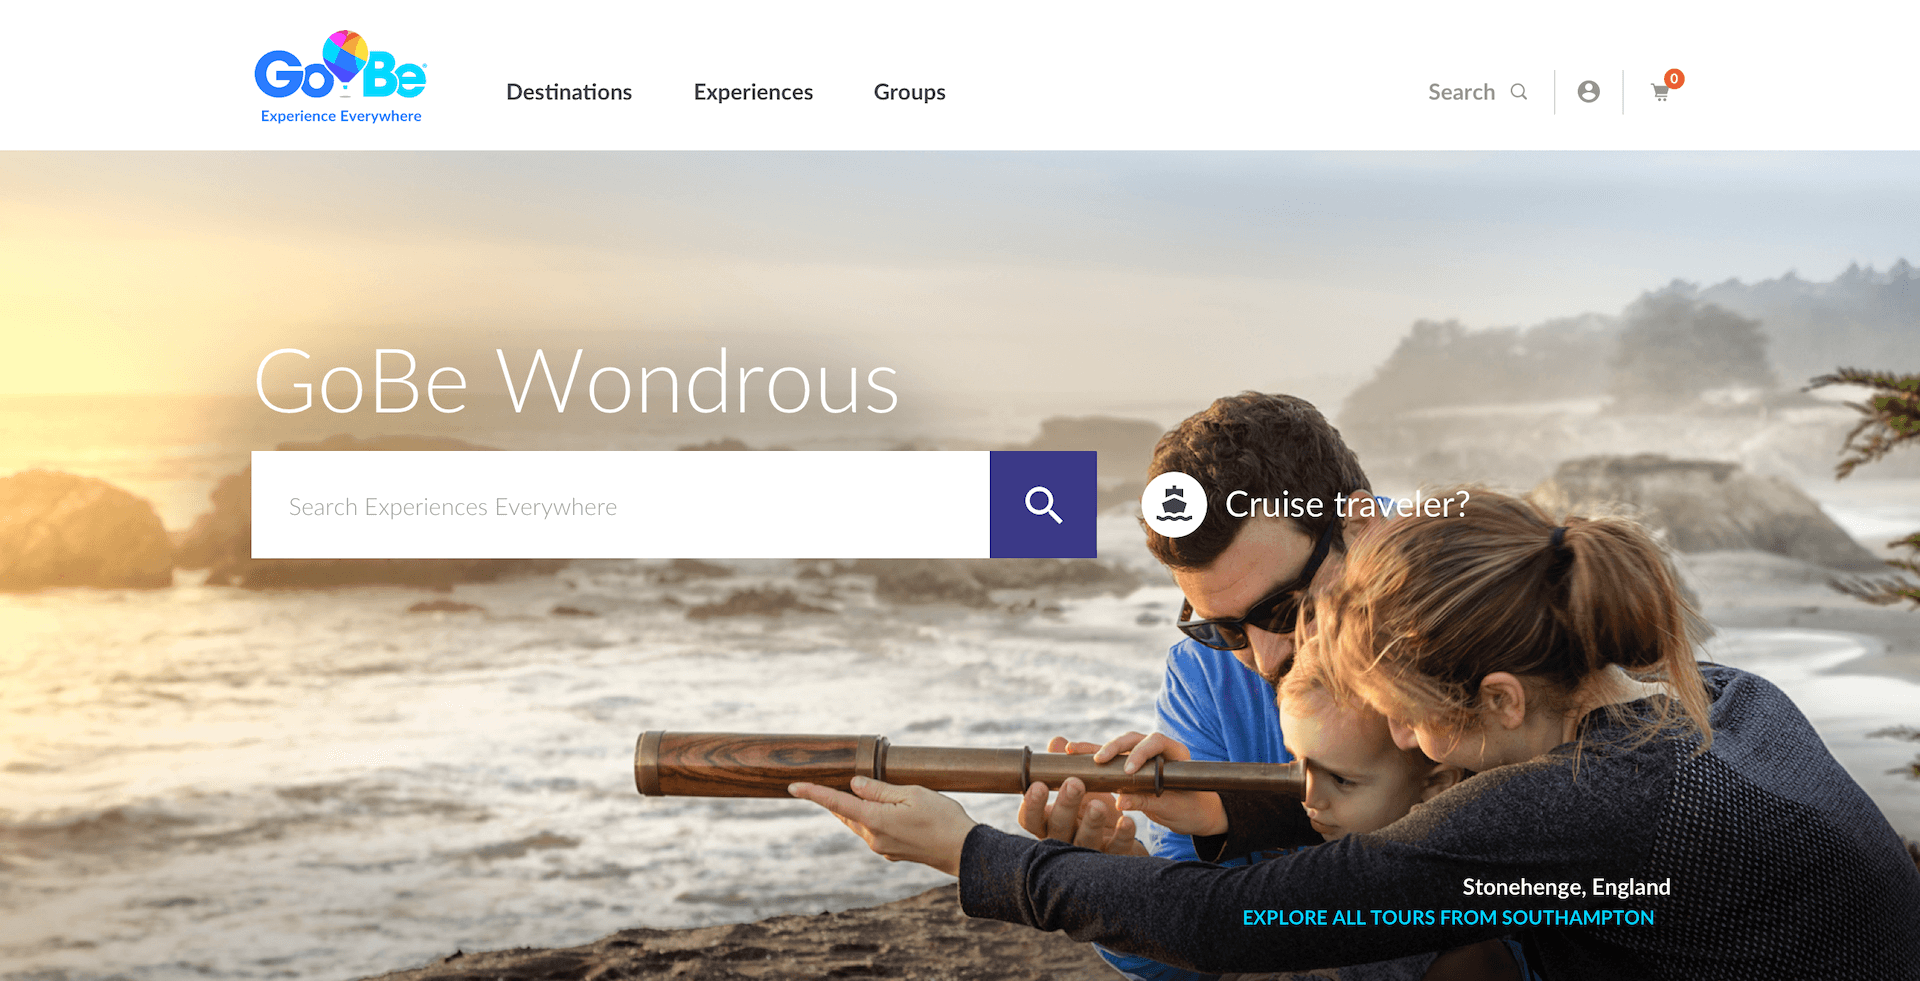 GoBe
Experience Everywhere
Destinations
Experiences
Groups
Search
0
GoBe Wondrous
Search Experiences Everywhere
Cruise traveler?
Stonehenge, England
EXPLORE ALL TOURS FROM SOUTHAMPTON